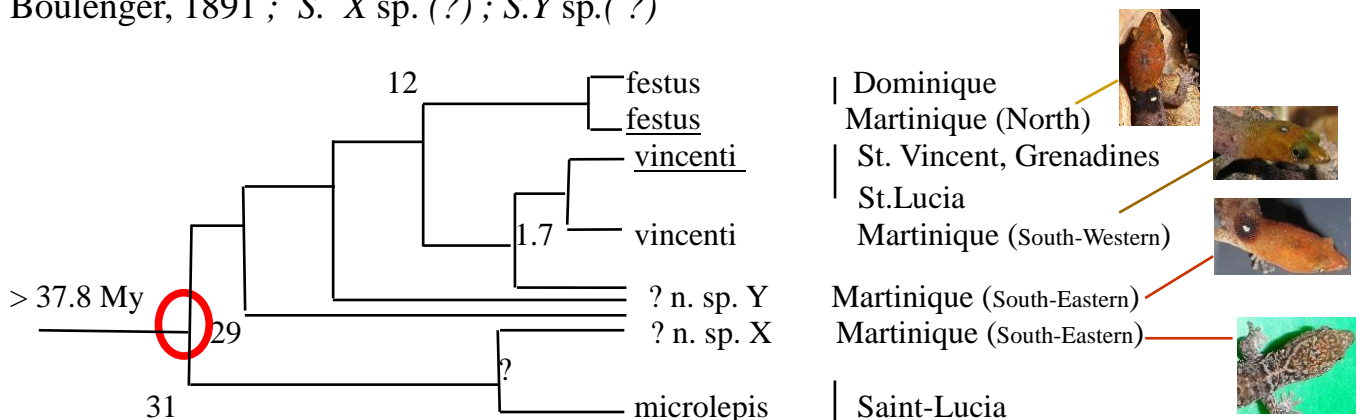 Boulenger, 1891 ; S. X sp. (?) ; S.Y sp.( ?)
12
festus
Dominique
festus
Martinique (North)
vincenti
St. Vincent, Grenadines
St.Lucia
1.7
vincenti
Martinique (South-Western)
> 37.8 My
? n. sp. Y
Martinique (South-Eastern)
29
? n. sp. X
Martinique (South-Eastern)
?
31
microlepis
Saint-Lucia